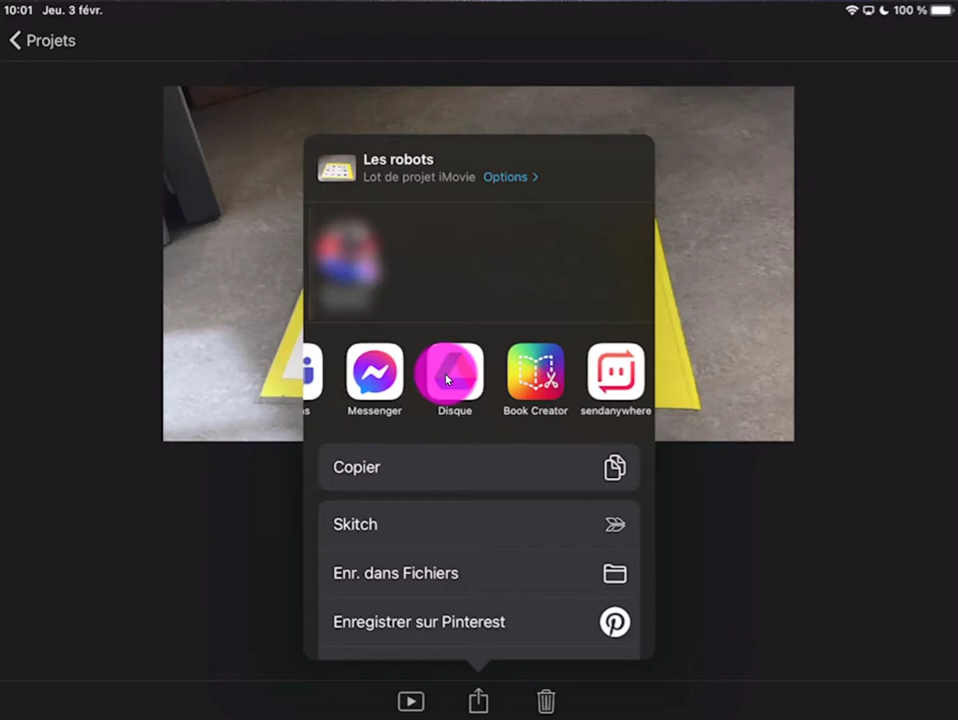 10:01 Jeu. 3 févr. 100 %
Projets
Les robots
Lot de projet iMovie Options >
Messenger
Disque
Book Creator
sendanywhere
Copier
Skitch
Enr. dans Fichiers
Enregistrer sur Pinterest